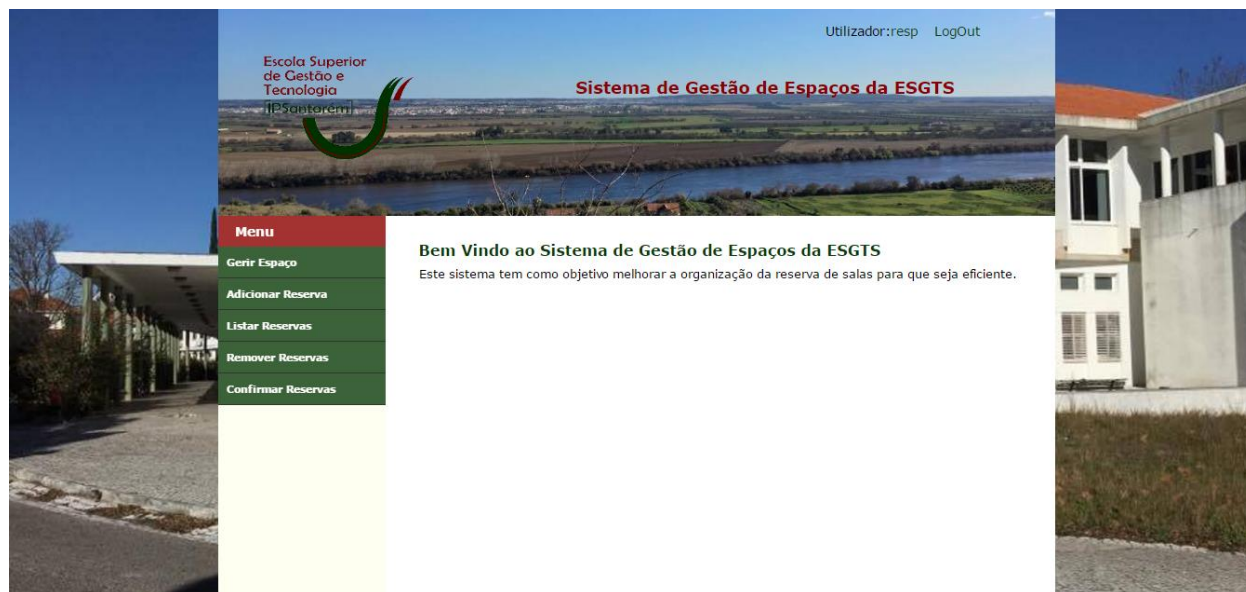 Utilizador:resp LogOut
Escola Superior
de Gestão e
Tecnologia
IPSantarém
Sistema de Gestão de Espaços da ESGTS
Menu
Gerir Espaço
Adicionar Reserva
Listar Reservas
Remover Reservas
Confirmar Reservas
Bem Vindo ao Sistema de Gestão de Espaços da ESGTS
Este sistema tem como objetivo melhorar a organização da reserva de salas para que seja eficiente.